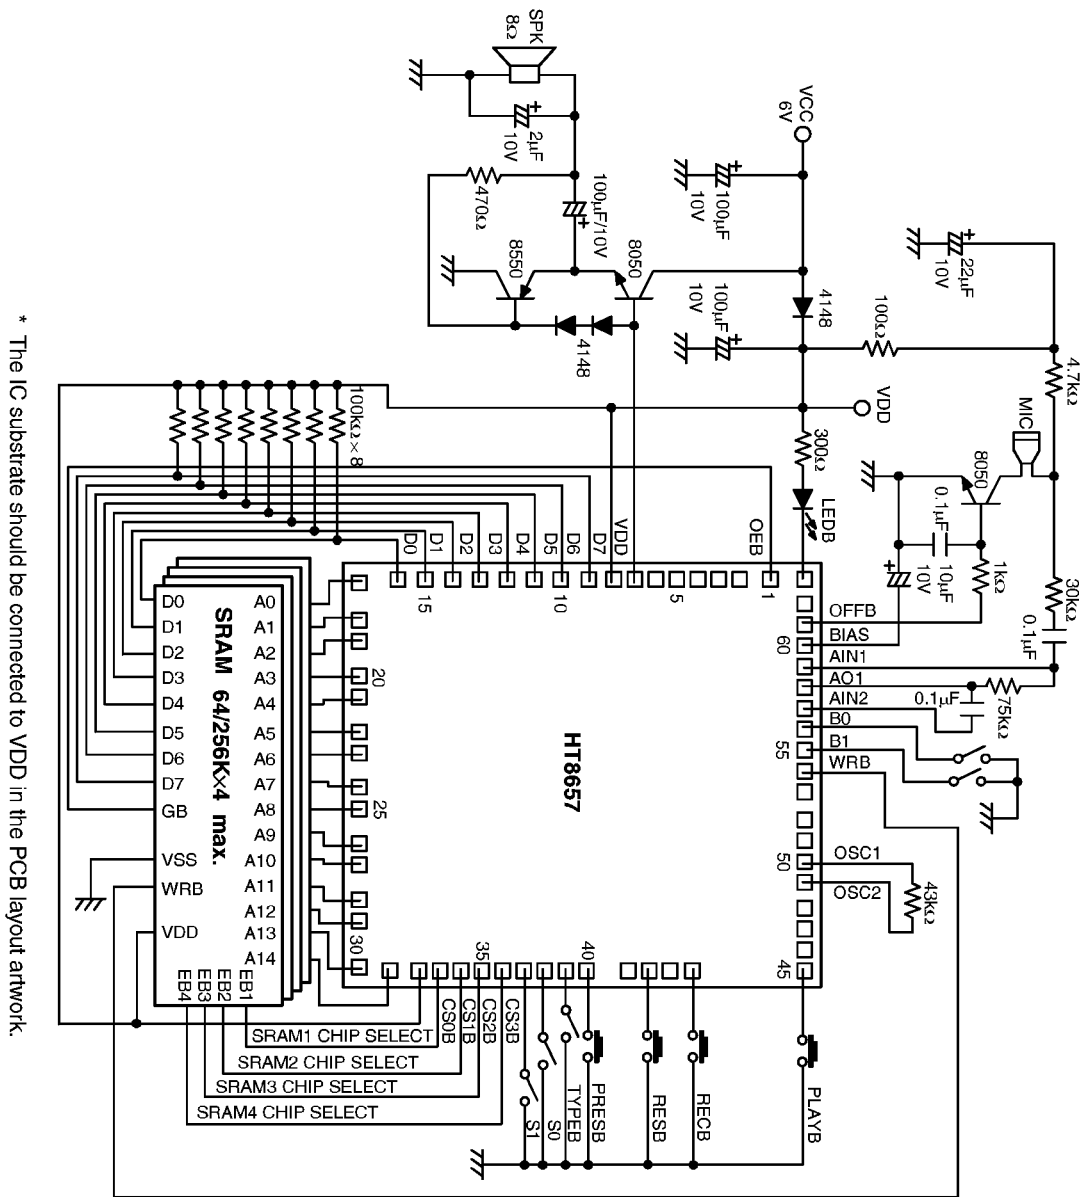 SPK
8Ω
2μF
10V
470Ω
100μF/10V
8550
8050
4148
VCC
6V
100μF
10V
100μF
10V
4148
100Ω
22μF
10V
4.7kΩ
MIC
8050
0.1μF
10μF
10V
1kΩ
30kΩ
0.1μF
75kΩ
0.1μF
VDD
300Ω
LEDB
100kΩ × 8
D0
D1
D2
D3
D4
D5
D6
D7
VDD
OEB
15
10
5
1
OFFB
60
BIAS
AIN1
AO1
AIN2
B0
B1
55
WRB
50
OSC1
OSC2
43kΩ
45
HT8657
20
25
30
35
40
SRAM 64/256K×4 max.
D0
D1
D2
D3
D4
D5
D6
D7
GB
VSS
WRB
VDD
A0
A1
A2
A3
A4
A5
A6
A7
A8
A9
A10
A11
A12
A13
A14
EB4
EB3
EB2
EB1
CS0B
CS1B
CS2B
CS3B
SRAM1 CHIP SELECT
SRAM2 CHIP SELECT
SRAM3 CHIP SELECT
SRAM4 CHIP SELECT
S1
S0
TYPEB
PRESB
RESB
RECB
PLAYB
* The IC substrate should be connected to VDD in the PCB layout artwork.